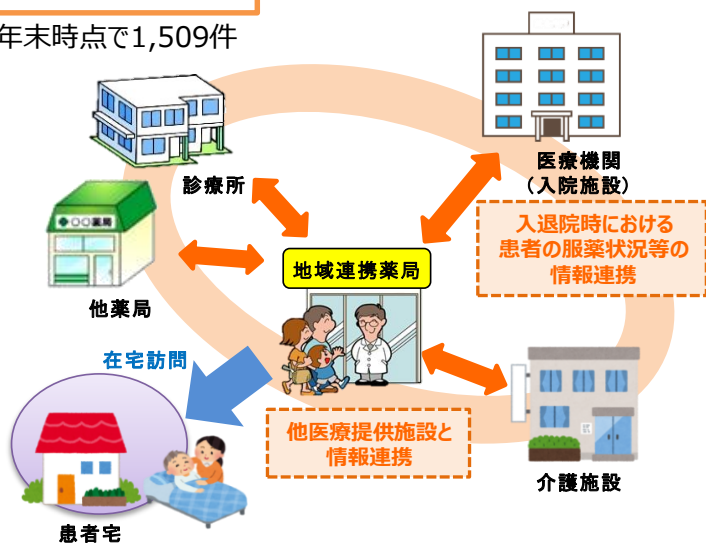 年末時点で1,509件
診療所
医療機関
(入院施設)
入退院時における
患者の服薬状況等の
情報連携
●○○薬局
他薬局
地域連携薬局
在宅訪問
他医療提供施設と
情報連携
介護施設
患者宅